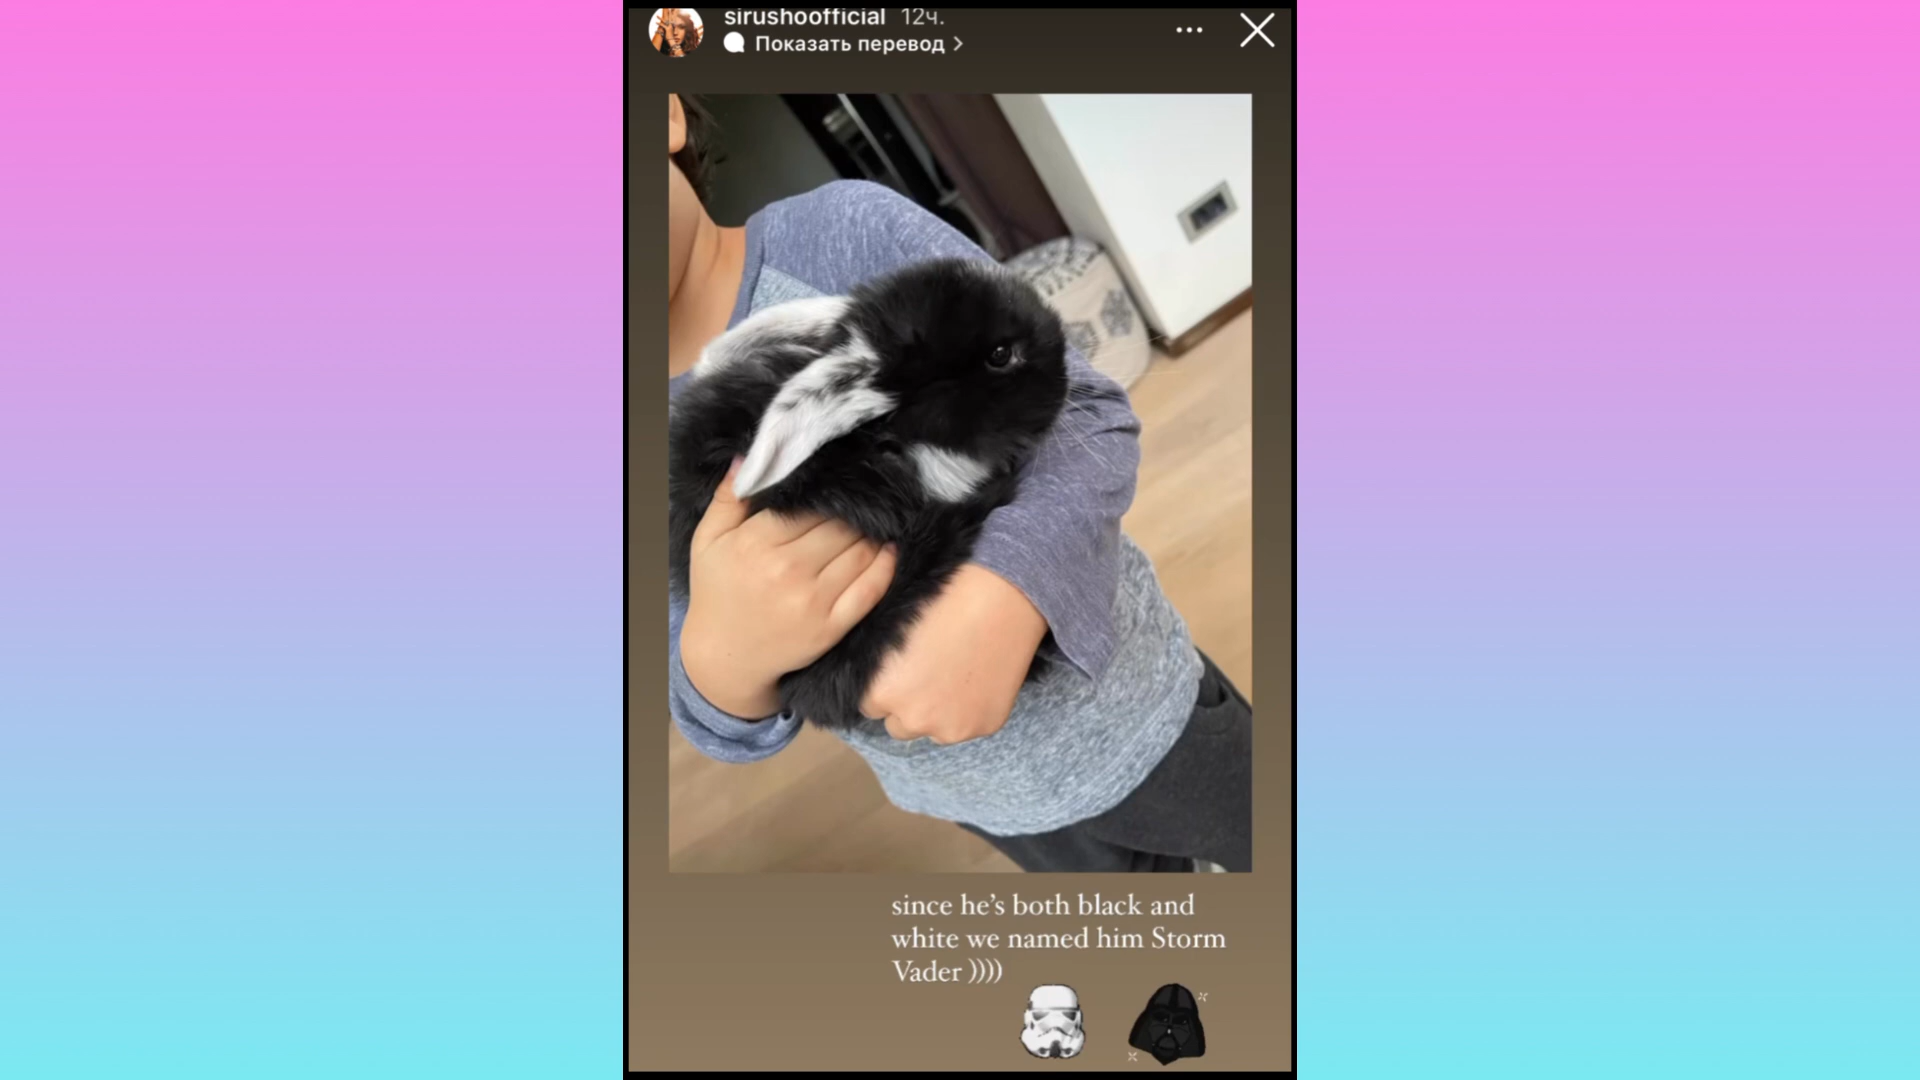 sirushoofficial 12ч.
Показать перевод
since he’s both black and
white we named him Storm
Vader ))))